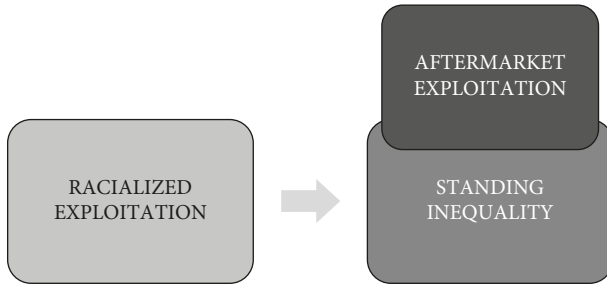 AFTERMARKET
EXPLOITATION
RACIALIZED
EXPLOITATION
STANDING
INEQUALITY